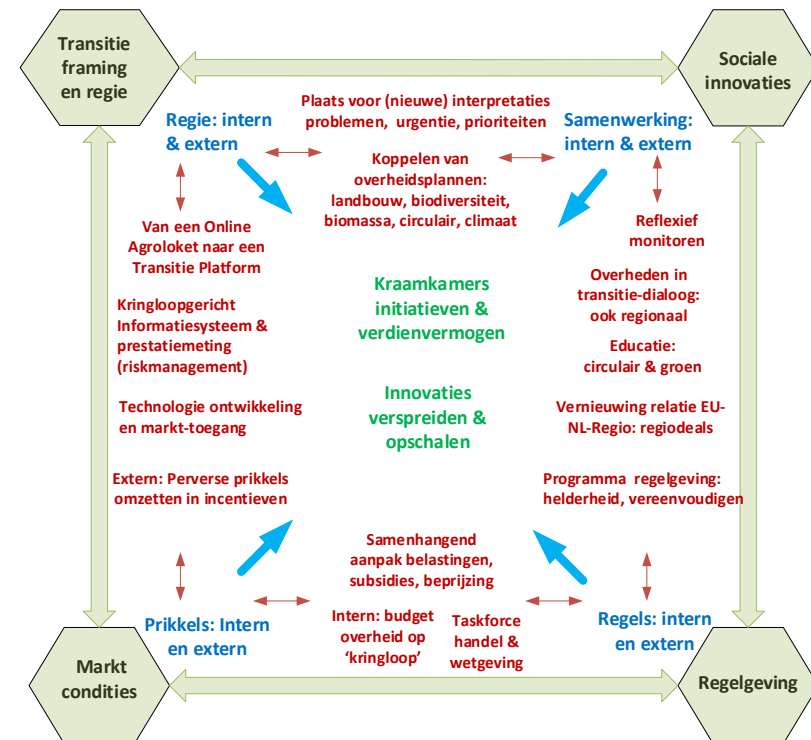 Transitie
framing
en regie
Sociale
innovaties
Regie: intern
& extern
Plaats voor (nieuwe) interpretaties
problemen, urgentie, prioriteiten
Samenwerking:
intern & extern
Koppelen van
overheidsplannen:
landbouw, biodiversiteit,
biomassa, circulair, climaat
Van een Online
Agroloket naar een
Transitie Platform
Reflexief
monitoren
Kraamkamers
initiatieven &
verdienvermogen
Overheden in
transitie-dialoog:
ook regionaal
Kringloopgericht
Informatiesysteem &
prestatiemeting
(riskmanagement)
Educatie:
circulair & groen
Innovaties
verspreiden &
opschalen
Technologie ontwikkeling
en markt-toegang
Vernieuwing relatie EU-
NL-Regio: regiodeals
Extern: Perverse prikkels
omzetten in incentieven
Programma regelgeving:
helderheid, vereenvoudigen
Samenhangend
aanpak belastingen,
subsidies, beprijzing
Prikkels: Intern
en extern
Intern: budget
overheid op
‘kringloop’
Taskforce
handel &
wetgeving
Regels: intern
en extern
Markt
condities
Regelgeving